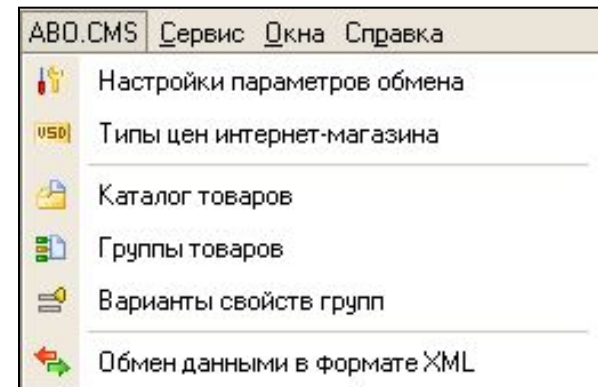 ABO.CMS Сервис Окна Справка
Настройки параметров обмена
USD Типы цен интернет-магазина
Каталог товаров
Группы товаров
Варианты свойств групп
Обмен данными в формате XML